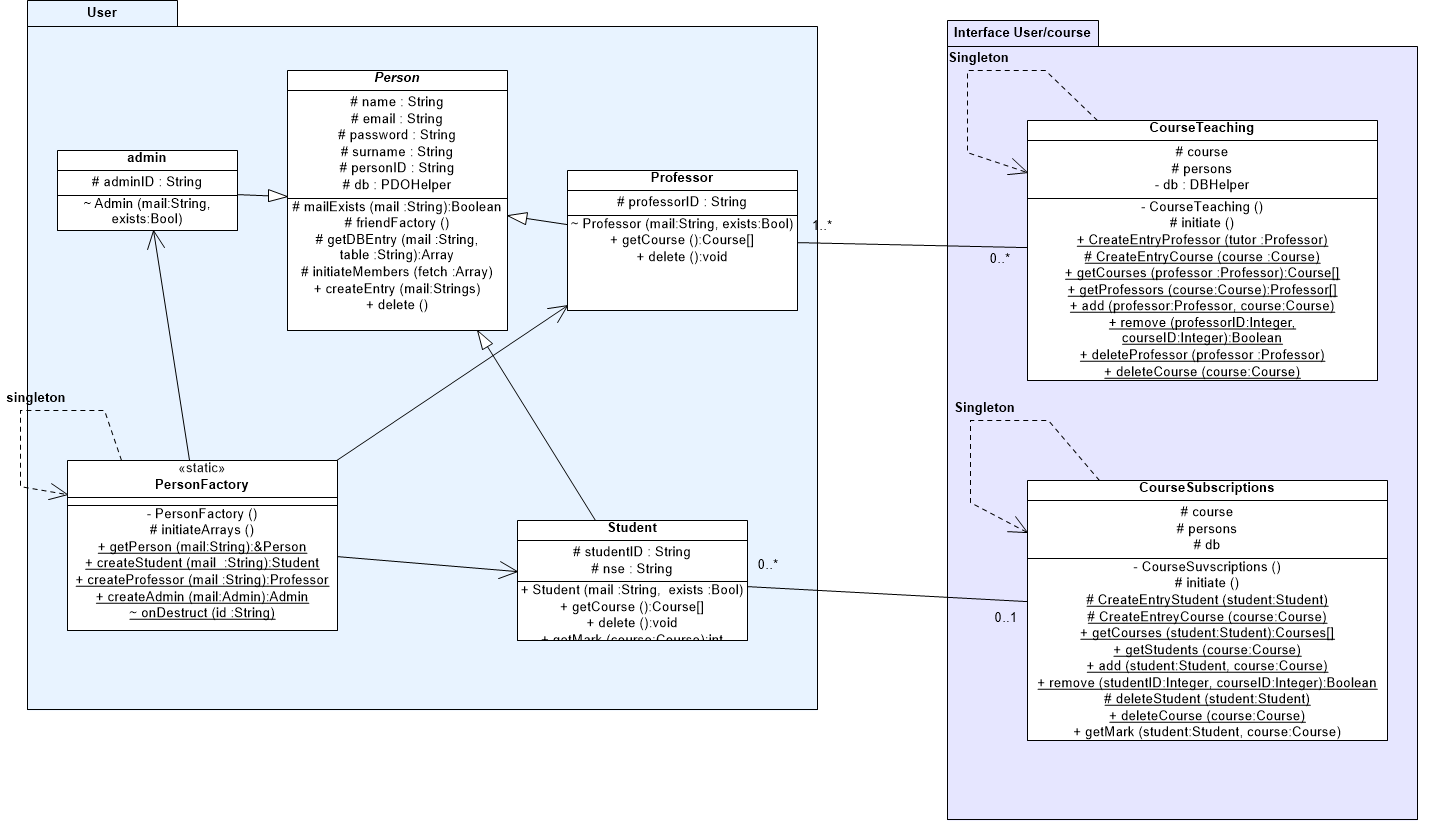 User
Person
# name : String
# email : String
# password : String
# surname : String
# personID : String
# db : PDOHelper
# mailExists (mail :String):Boolean
# friendFactory ()
# getDBEntry (mail :String,
table :String):Array
# initiateMembers (fetch :Array)
+ createEntry (mail:Strings)
+ delete ()
admin
# adminID : String
~ Admin (mail:String,
exists:Bool)
Professor
# professorID : String
~ Professor (mail:String, exists:Bool)
+ getCourse ():Course[]
+ delete ():void
1..*
0..*
singleton
«static»
PersonFactory
- PersonFactory ()
# initiateArrays ()
+ getPerson (mail:String):&Person
+ createStudent (mail  :String):Student
+ createProfessor (mail :String):Professor
+ createAdmin (mail:Admin):Admin
~ onDestruct (id :String)
Student
# studentID : String
# nse : String
+ Student (mail :String,  exists :Bool)
+ getCourse ():Course[]
+ delete ():void
+ getMark (course:Course):int
0..*
0..1
Interface User/course
Singleton
CourseTeaching
# course
# persons
- db : DBHelper
- CourseTeaching ()
# initiate ()
+ CreateEntryProfessor (tutor :Professor)
# CreateEntryCourse (course :Course)
+ getCourses (professor :Professor):Course[]
+ getProfessors (course:Course):Professor[]
+ add (professor:Professor, course:Course)
+ remove (professorID:Integer,
courseID:Integer):Boolean
+ deleteProfessor (professor :Professor)
+ deleteCourse (course:Course)
Singleton
CourseSubscriptions
# course
# persons
# db
- CourseSuvscriptions ()
# initiate ()
# CreateEntryStudent (student:Student)
# CreateEntreyCourse (course:Course)
+ getCourses (student:Student):Courses[]
+ getStudents (course:Course)
+ add (student:Student, course:Course)
+ remove (studentID:Integer, courseID:Integer):Boolean
# deleteStudent (student:Student)
+ deleteCourse (course:Course)
+ getMark (student:Student, course:Course)